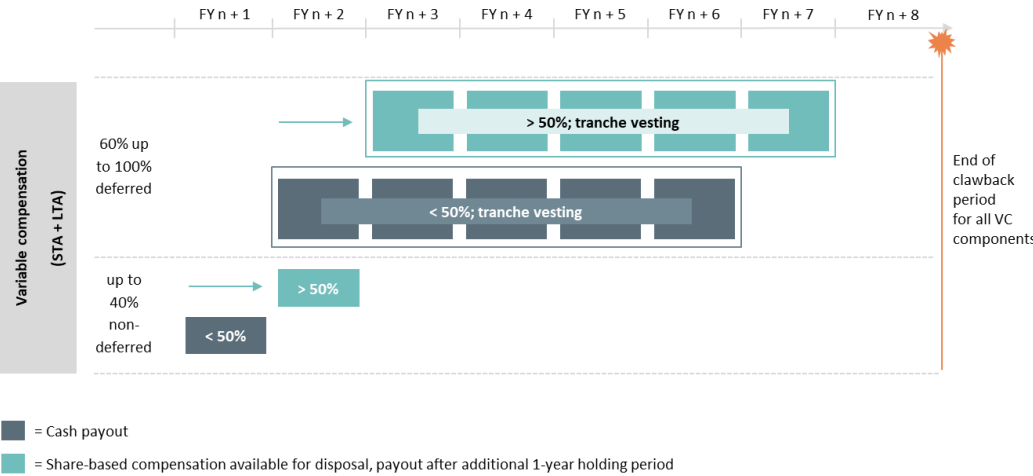 FY n + 1
FY n + 2
FY n + 3
FY n + 4
FY n + 5
FY n + 6
FY n + 7
FY n + 8
Variable compensation
(STA + LTA)
60% up
to 100%
deferred
> 50%; tranche vesting
< 50%; tranche vesting
up to
40%
non-
deferred
> 50%
< 50%
End of
clawback
period
for all VC
components
= Cash payout
= Share-based compensation available for disposal, payout after additional 1-year holding period